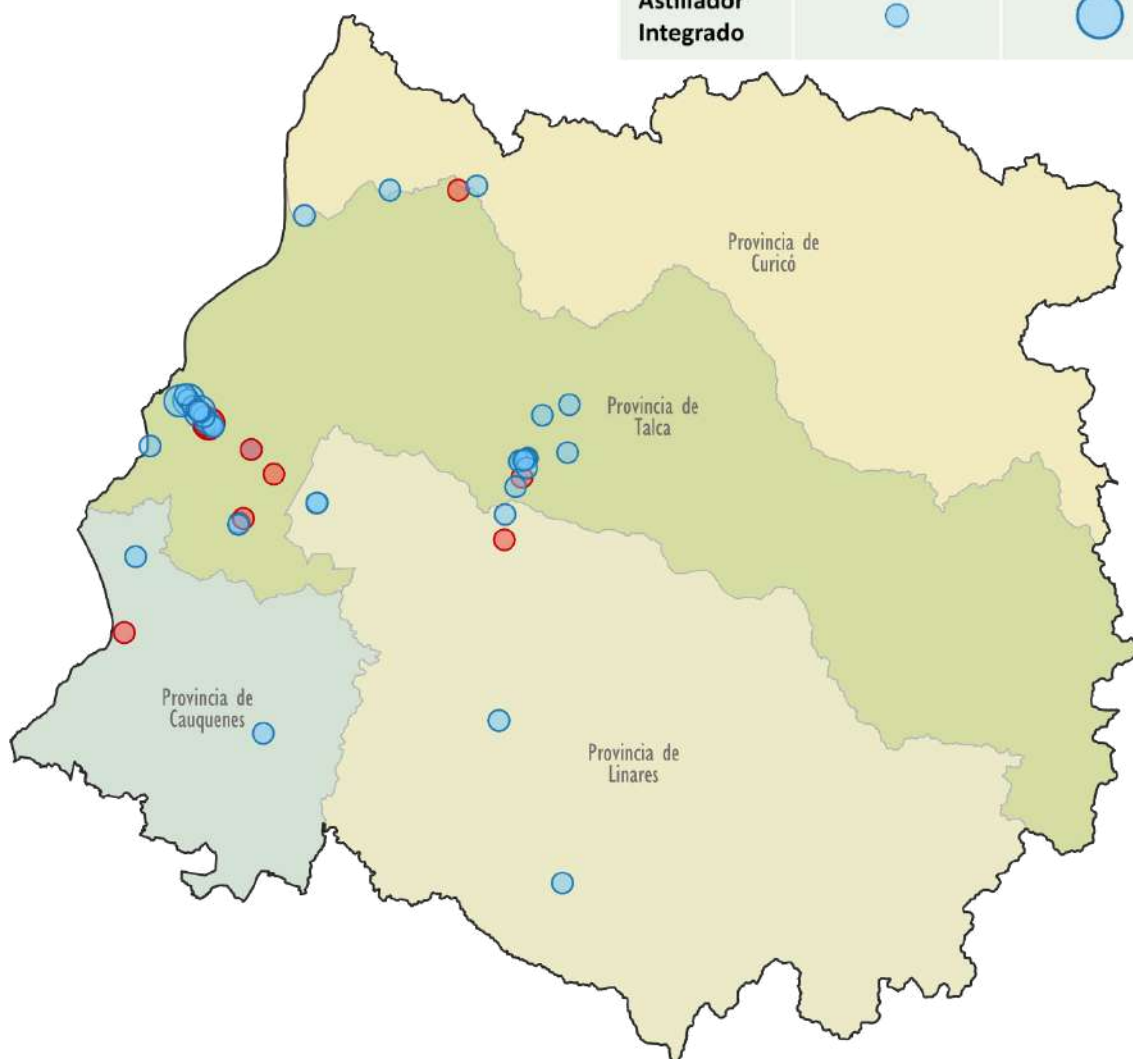 Astillador
Integrado
Provincia de
Curicó
Provincia de
Talca
Provincia de
Cauquenes
Provincia de
Linares